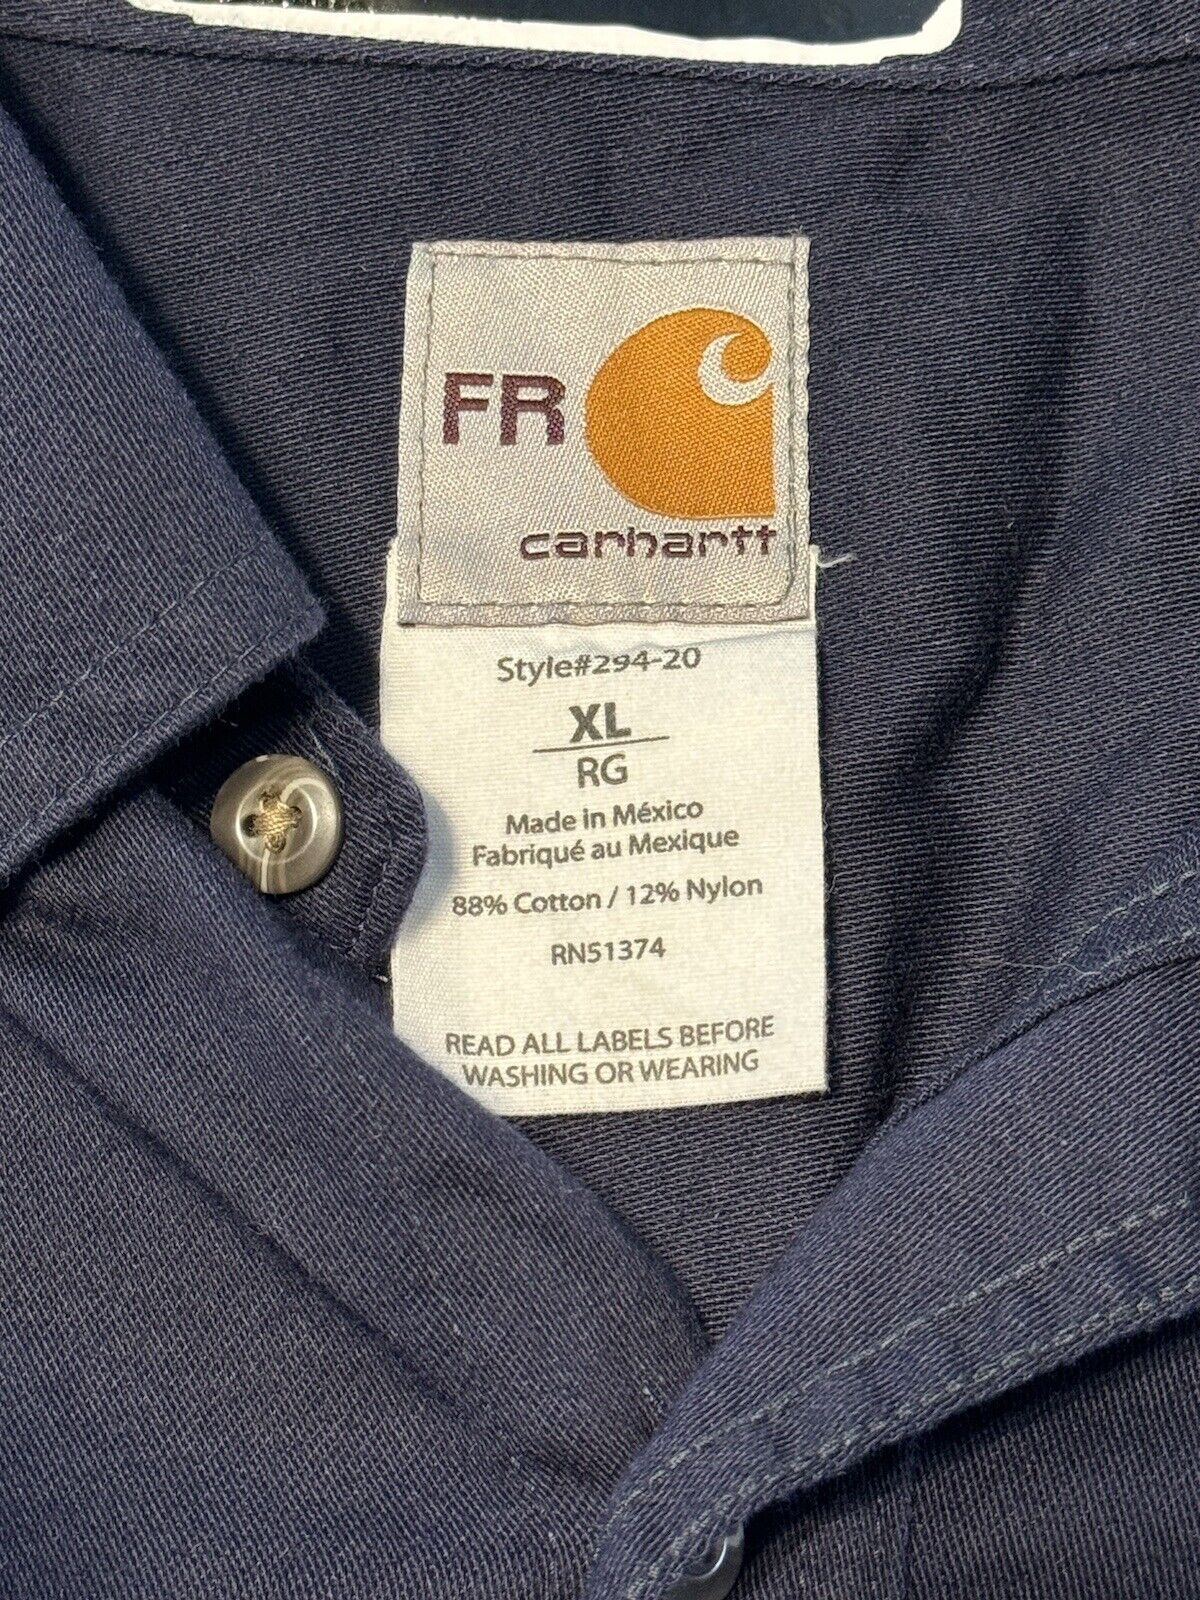 FR
carhartt
Style#294-20
XL
RG
Made in México
Fabriqué au Mexique
88% Cotton / 12% Nylon
RN51374
READ ALL LABELS BEFORE
WASHING OR WEARING